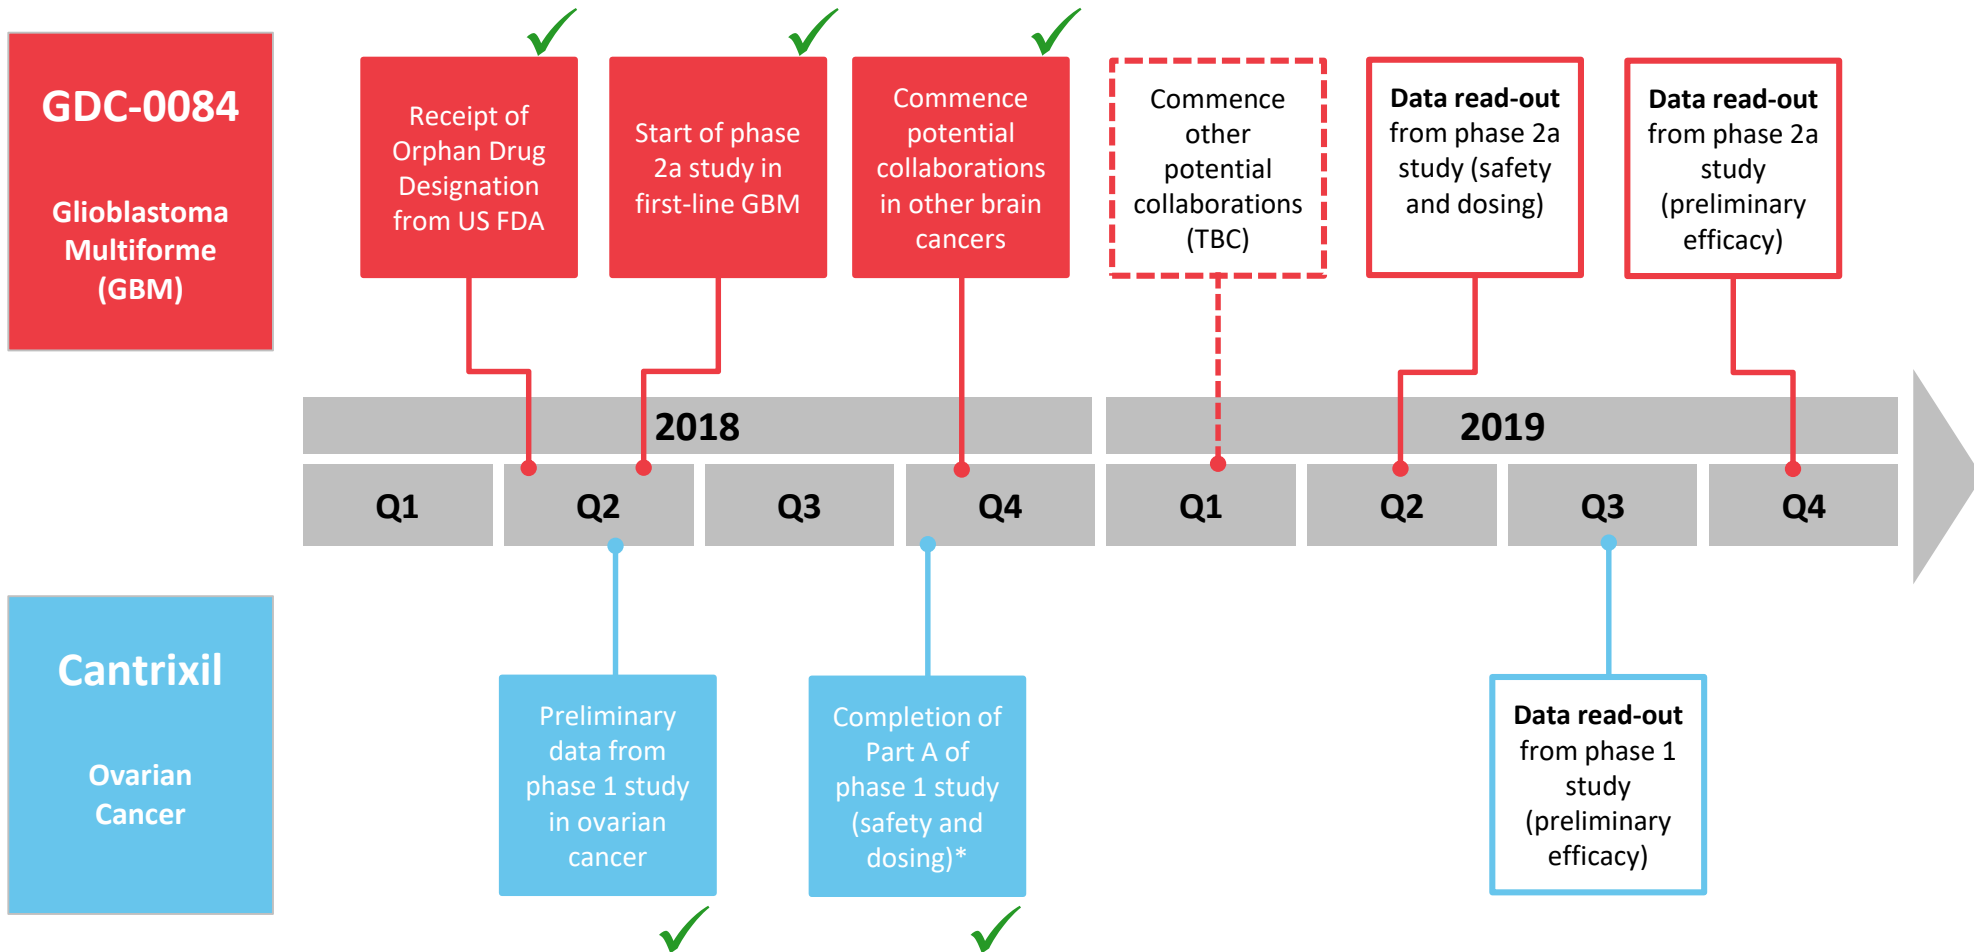 GDC-0084
Glioblastoma
Multiforme
(GBM)
Receipt of
Orphan Drug
Designation
from US FDA
Start of phase
2a study in
first-line GBM
Commence
potential
collaborations
in other brain
cancers
Commence
other
potential
collaborations
(TBC)
Data read-out
from phase 2a
study (safety
and dosing)
Data read-out
from phase 2a
study
(preliminary
efficacy)
2018
2019
Q1
Q2
Q3
Q4
Q1
Q2
Q3
Q4
Cantrixil
Ovarian
Cancer
Preliminary
data from
phase 1 study
in ovarian
cancer
Completion of
Part A of
phase 1 study
(safety and
dosing)*
Data read-out
from phase 1
study
(preliminary
efficacy)